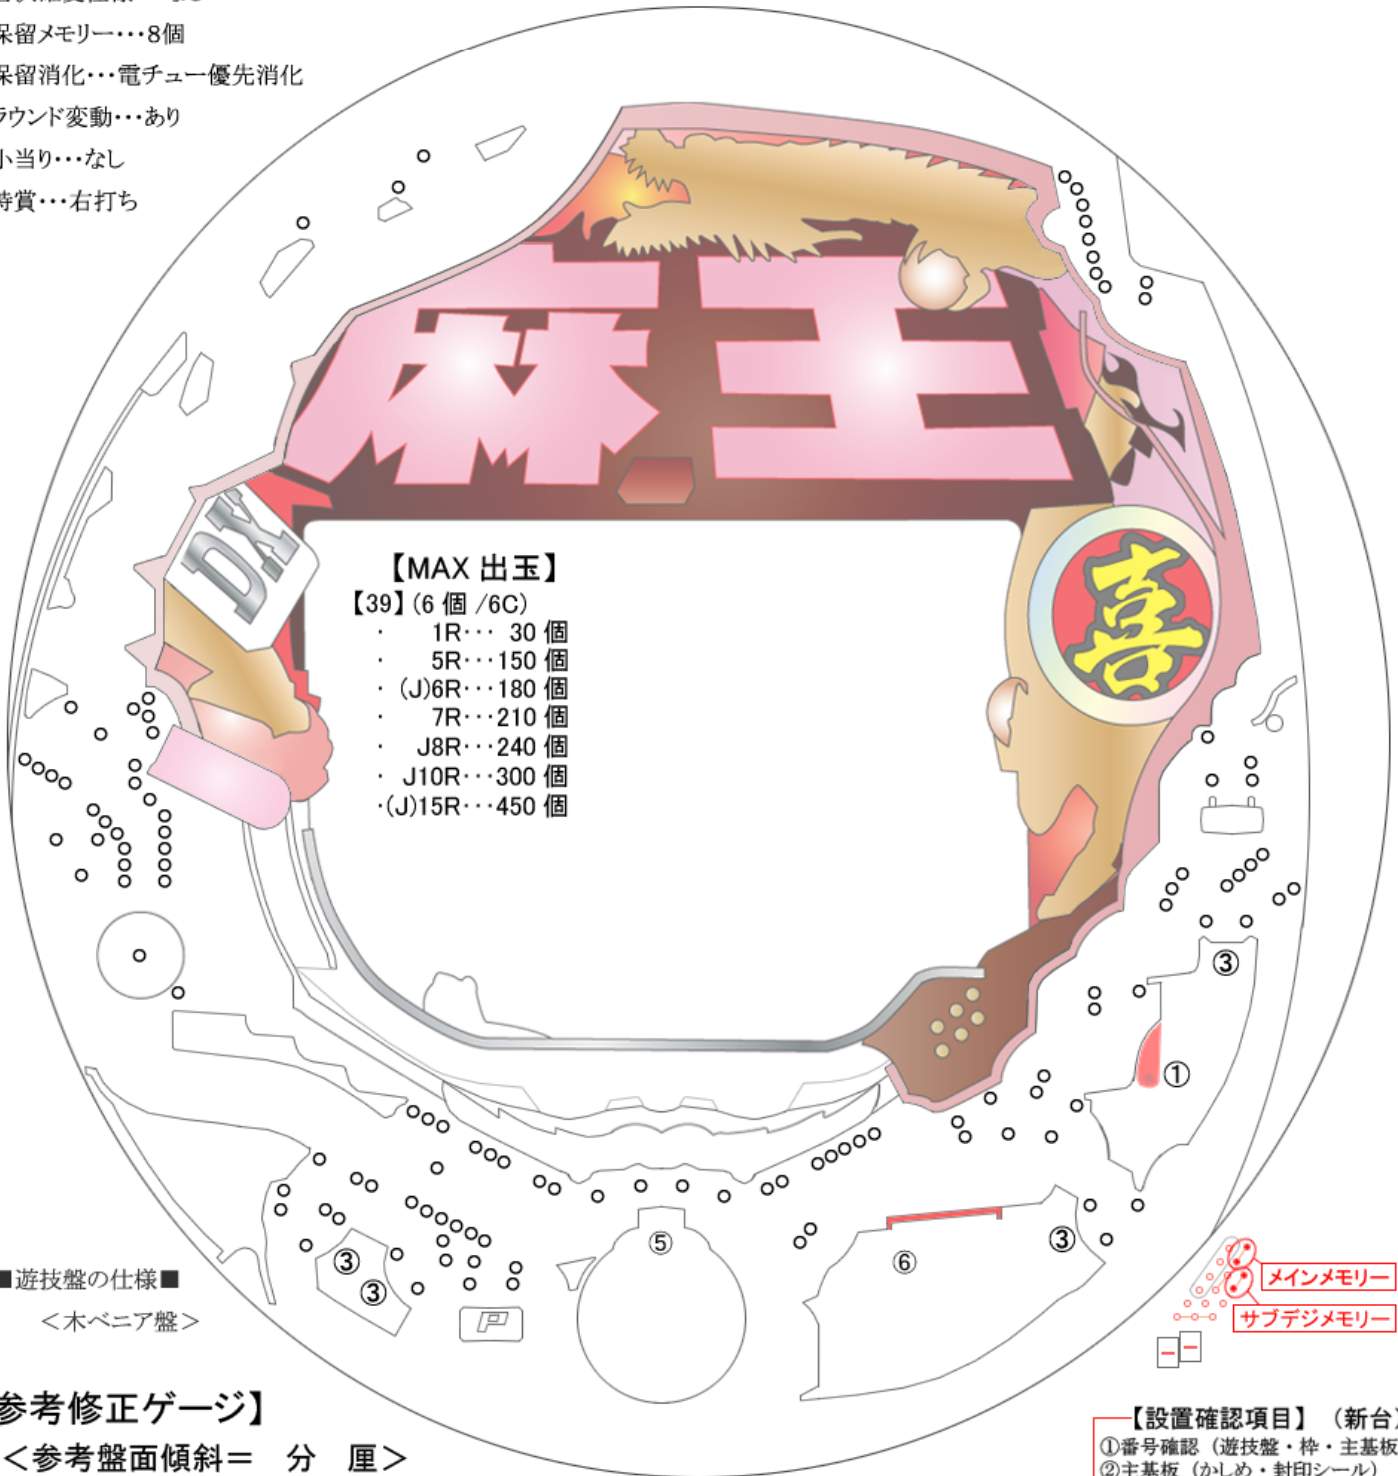 保留メモリー･･･8個
保留消化･･･電チュー優先消化
ラウンド変動･･･あり
小当り･･･なし
特賞･･･右打ち
麻王
DX
喜
【MAX 出玉】
【39】(6 個 /6C)
・ 1R･･･ 30 個
・ 5R･･･150 個
・ (J)6R･･･180 個
・ 7R･･･210 個
・ J8R･･･240 個
・ J10R･･･300 個
・(J)15R･･･450 個
③
①
⑤
③
⑥
③
③
P
メインメモリー
サブデジメモリー
■遊技盤の仕様■
＜木ベニア盤＞
参考修正ゲージ】
＜参考盤面傾斜＝ 分 厘＞
【設置確認項目】（新台）
①番号確認（遊技盤・枠・主基板
②主基板（かしめ・封印シール）